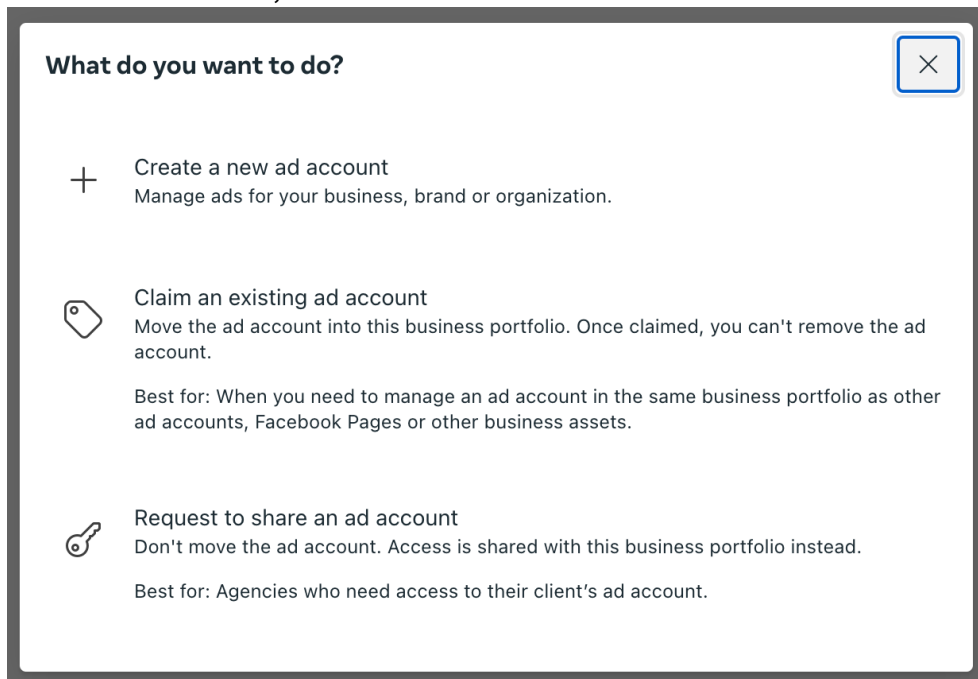 What do you want to do?
Create a new ad account
Manage ads for your business, brand or organization.
Claim an existing ad account
Move the ad account into this business portfolio. Once claimed, you can't remove the ad
account.
Best for: When you need to manage an ad account in the same business portfolio as other
ad accounts, Facebook Pages or other business assets.
Request to share an ad account
Don't move the ad account. Access is shared with this business portfolio instead.
Best for: Agencies who need access to their client’s ad account.